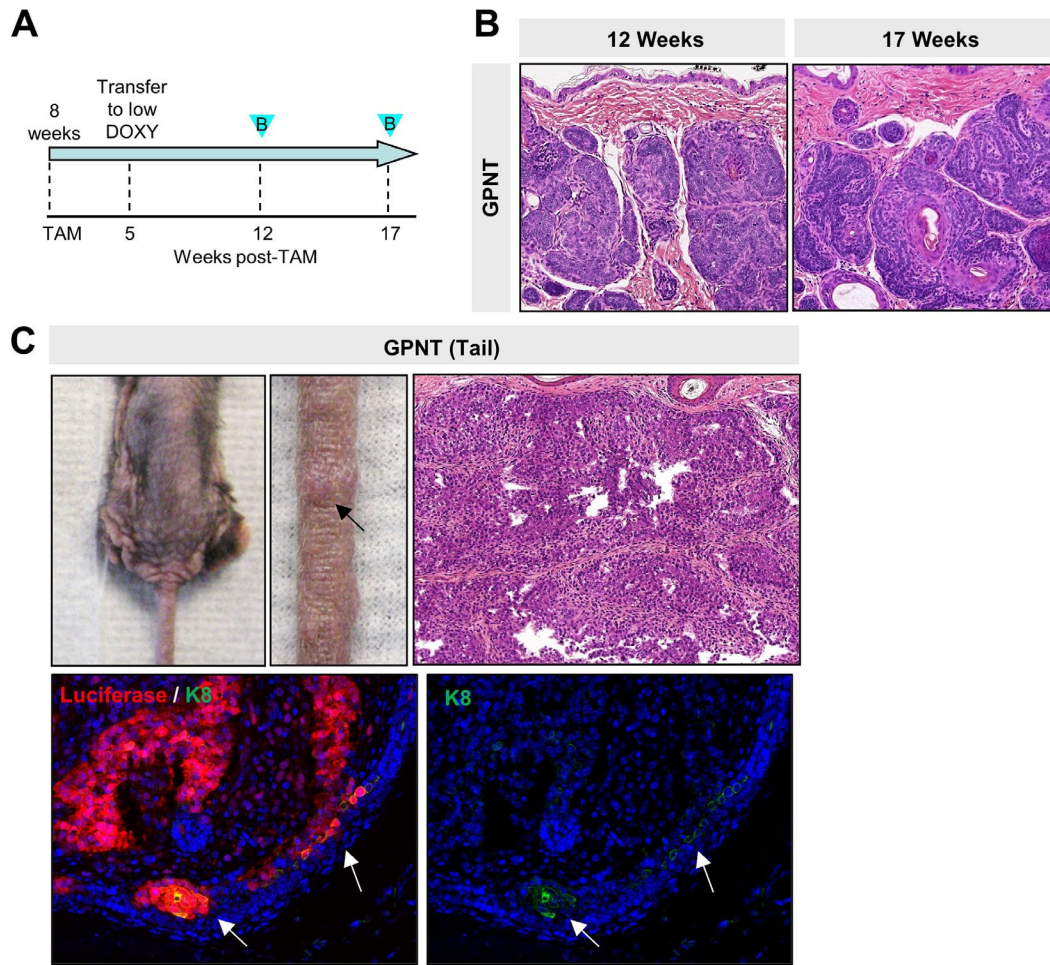 A
8
weeks
Transfer
to low
DOXY
B
B
TAM
5
12
17
Weeks post-TAM
B
12 Weeks
17 Weeks
GPNT
C
GPNT (Tail)
Luciferase / K8
K8